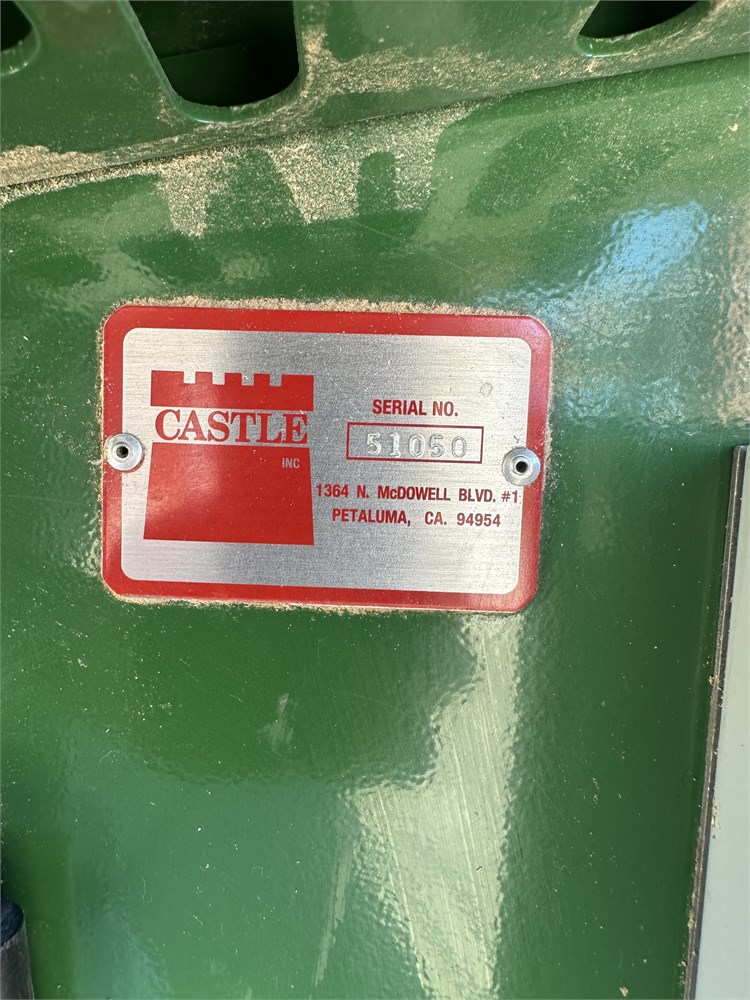 CASTLE
INC
SERIAL NO.
51050
1364 N. McDOWELL BLVD. #1
PETALUMA, CA. 94954